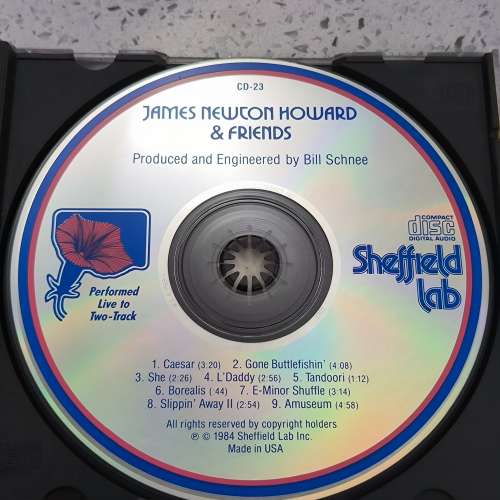 CD-23
JAMES NEWTON HOWARD
& FRIENDS
Produced and Engineered by Bill Schnee
COMPACT
disc
DIGITAL AUDIO
Sheffield
Lab
Performed
Live to
Two-Track
1. Caesar (3:20) 2. Gone Buttlefishin' (4:08)
3. She (2:26) 4. L'Daddy (2:56) 5. Tandoori (1:12)
6. Borealis (:44) 7. E-Minor Shuffle (3:14)
8. Slippin' Away II (2:54) 9. Amuseum (4:58)
All rights reserved by copyright holders
℗ © 1984 Sheffield Lab Inc.
Made in USA